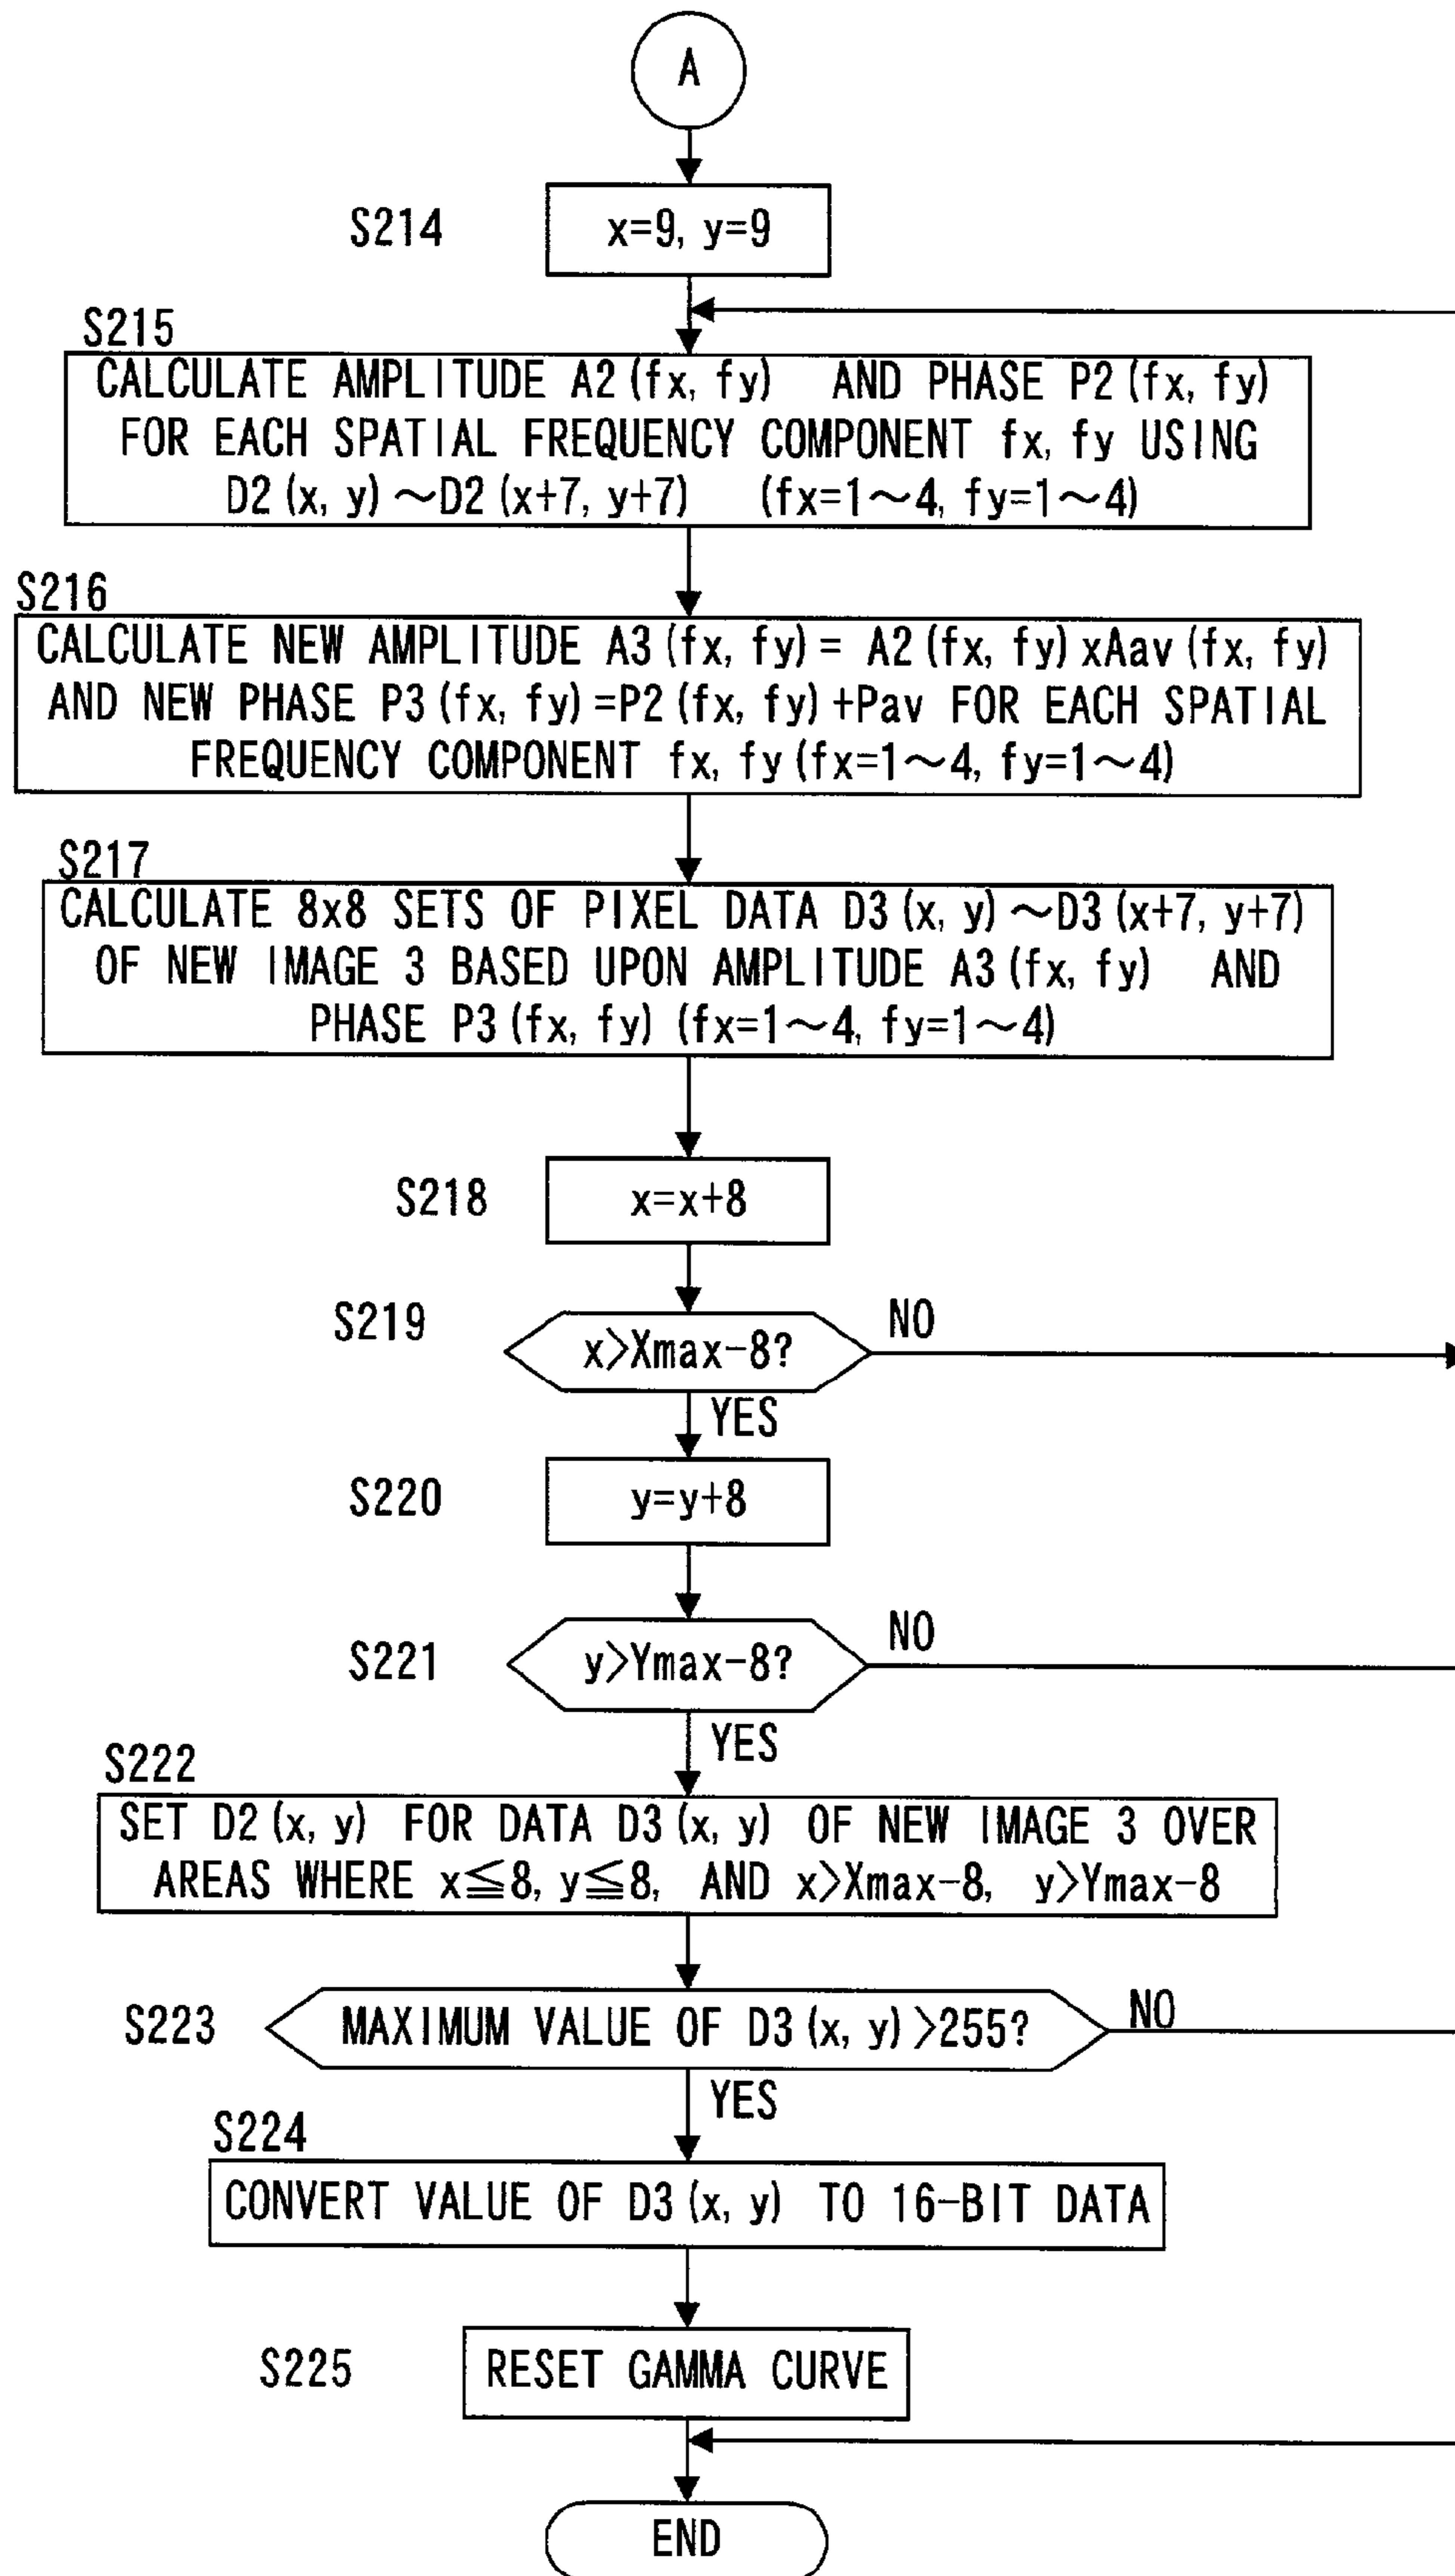 A
S214
x=9, y=9
S215
CALCULATE AMPLITUDE A2(fx, fy) AND PHASE P2(fx, fy)
FOR EACH SPATIAL FREQUENCY COMPONENT fx, fy USING
D2(x, y)～D2(x+7, y+7) (fx=1～4, fy=1～4)
S216
CALCULATE NEW AMPLITUDE A3(fx, fy)= A2(fx, fy)xAav(fx, fy)
AND NEW PHASE P3(fx, fy)=P2(fx, fy)+Pav FOR EACH SPATIAL
FREQUENCY COMPONENT fx, fy(fx=1～4, fy=1～4)
S217
CALCULATE 8x8 SETS OF PIXEL DATA D3(x, y)～D3(x+7, y+7)
OF NEW IMAGE 3 BASED UPON AMPLITUDE A3(fx, fy) AND
PHASE P3(fx, fy)(fx=1～4, fy=1～4)
S218
x=x+8
S219
x>Xmax-8?
NO
YES
S220
y=y+8
S221
y>Ymax-8?
NO
YES
S222
SET D2(x, y) FOR DATA D3(x, y) OF NEW IMAGE 3 OVER
AREAS WHERE x≦8, y≦8, AND x>Xmax-8, y>Ymax-8
S223
MAXIMUM VALUE OF D3(x, y)>255?
NO
YES
S224
CONVERT VALUE OF D3(x, y) TO 16-BIT DATA
S225
RESET GAMMA CURVE
END